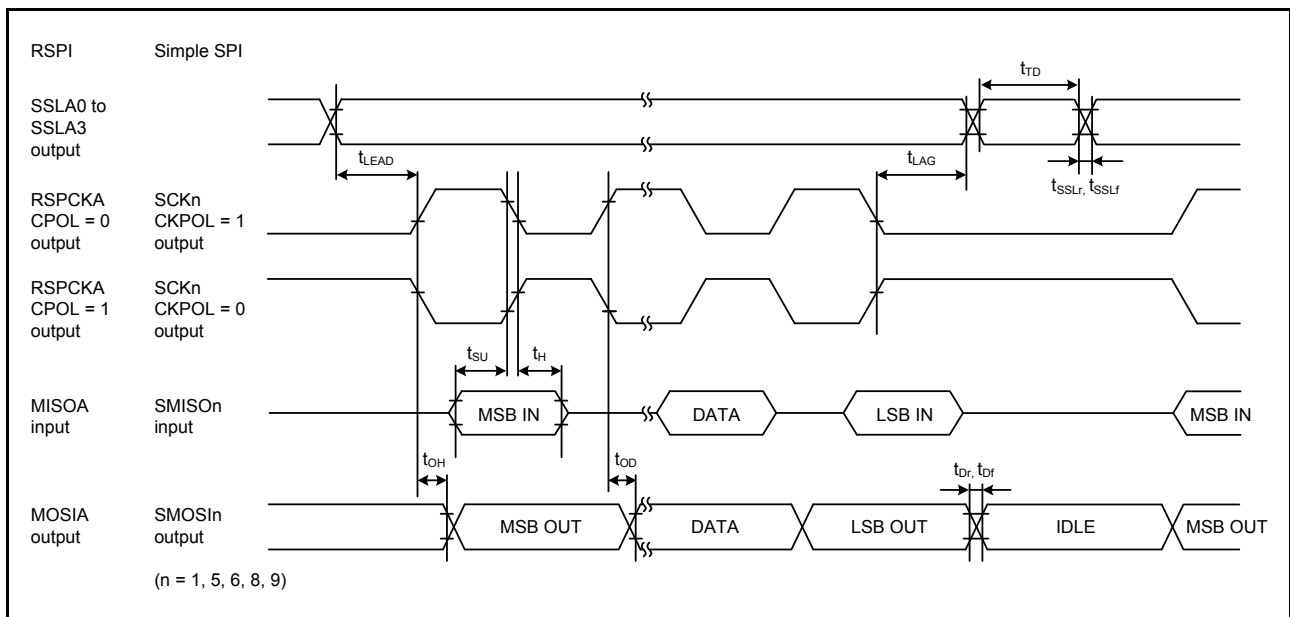 RSPI Simple SPI
tTD
SSLA0 to
SSLA3
output
tLEAD
tLAG
tSSLr, tSSLf
RSPCKA SCKn
CPOL = 0 CKPOL = 1
output output
RSPCKA SCKn
CPOL = 1 CKPOL = 0
output output
tSU tH
MISOA SMISOn
input input
MSB IN DATA LSB IN MSB IN
tOH tOD tDr, tDf
MOSIA SMOSIn
output output
MSB OUT DATA LSB OUT IDLE MSB OUT
(n = 1, 5, 6, 8, 9)